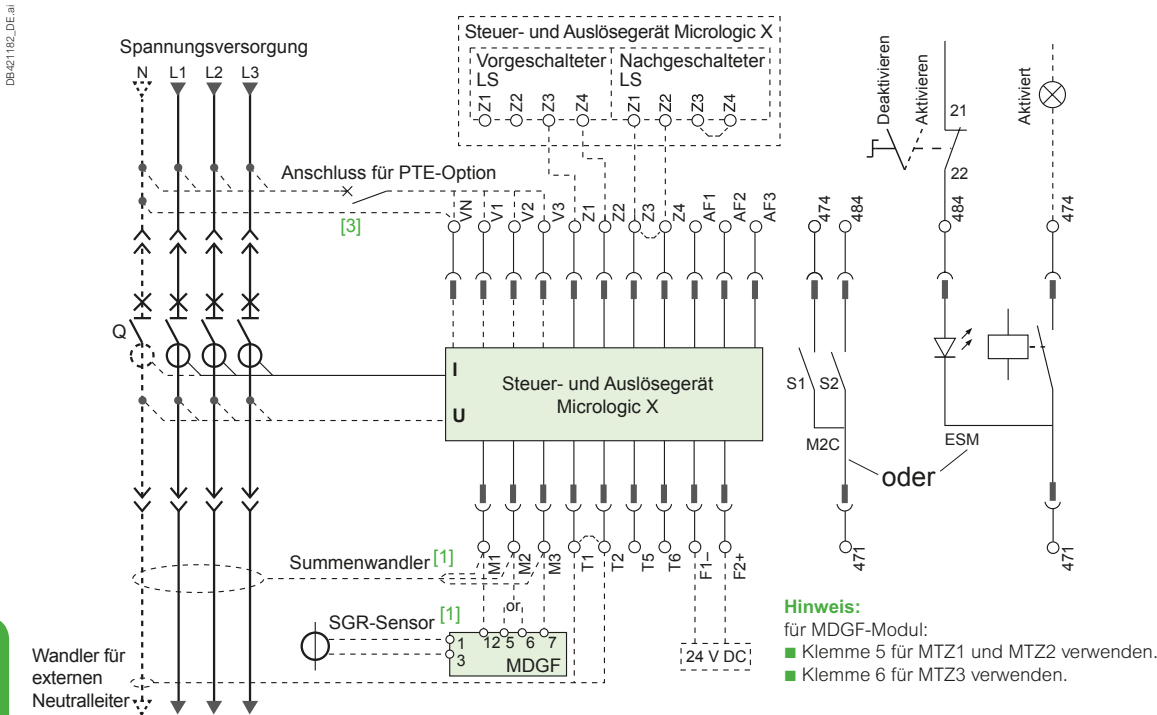 DB421182_DE.ai
Spannungsversorgung
N L1 L2 L3
Steuer- und Auslösegerät Micrologic X
Vorgeschalteter LS
Nachgeschalteter LS
Z1 Z2 Z3 Z4 Z1 Z2 Z3 Z4
Anschluss für PTE-Option
[3]
VN V1 V2 V3 Z1 Z2 Z3 Z4 AF1 AF2 AF3
Q
I
U
Steuer- und Auslösegerät
Micrologic X
M1 M2 M3 T1 T2 T5 T6 F1– F2+
Summenwandler [1]
SGR-Sensor [1]
or
1
3
12 5 6 7
MDGF
24 V DC
Wandler für
externen
Neutralleiter
Deaktivieren
Aktivieren
21
22
Aktiviert
474 484 484 474
S1 S2
M2C
ESM
oder
471 471
Hinweis:
für MDGF-Modul:
■ Klemme 5 für MTZ1 und MTZ2 verwenden.
■ Klemme 6 für MTZ3 verwenden.